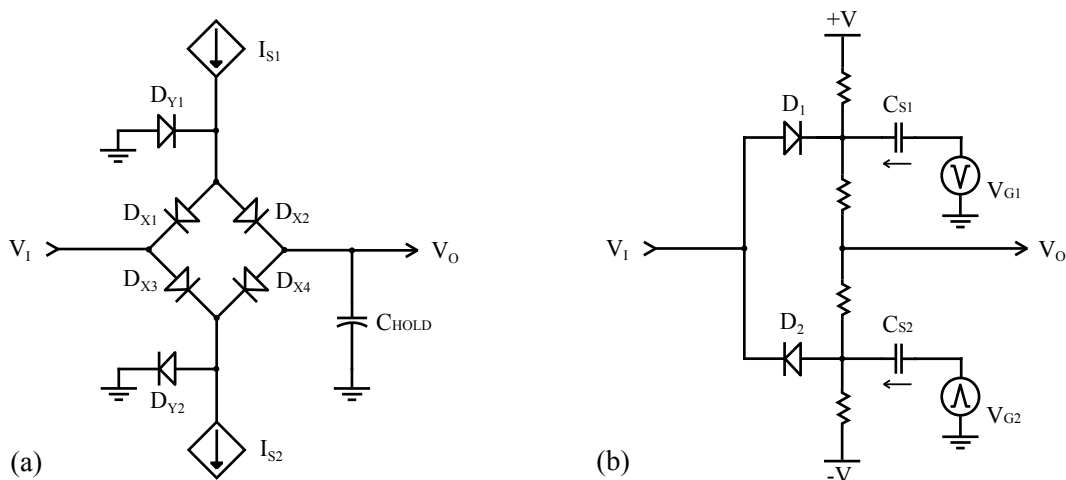 I_S1
D_Y1
D_X1
D_X2
V_I
V_O
D_X3
D_X4
C_HOLD
D_Y2
I_S2
(a)
+V
D_1
C_S1
V_G1
V_I
V_O
D_2
C_S2
V_G2
-V
(b)